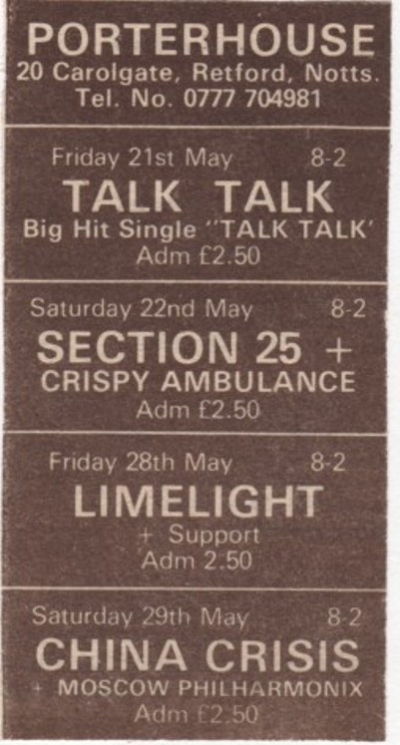 PORTERHOUSE
20 Carolgate, Retford, Notts.
Tel. No. 0777 704981
Friday 21st May 8-2
TALK TALK
Big Hit Single "TALK TALK'
Adm £2.50
Saturday 22nd May 8-2
SECTION 25 +
CRISPY AMBULANCE
Adm £2.50
Friday 28th May 8-2
LIMELIGHT
+ Support
Adm 2.50
Saturday 29th May 8-2
CHINA CRISIS
+ MOSCOW PHILHARMONIX
Adm £2.50